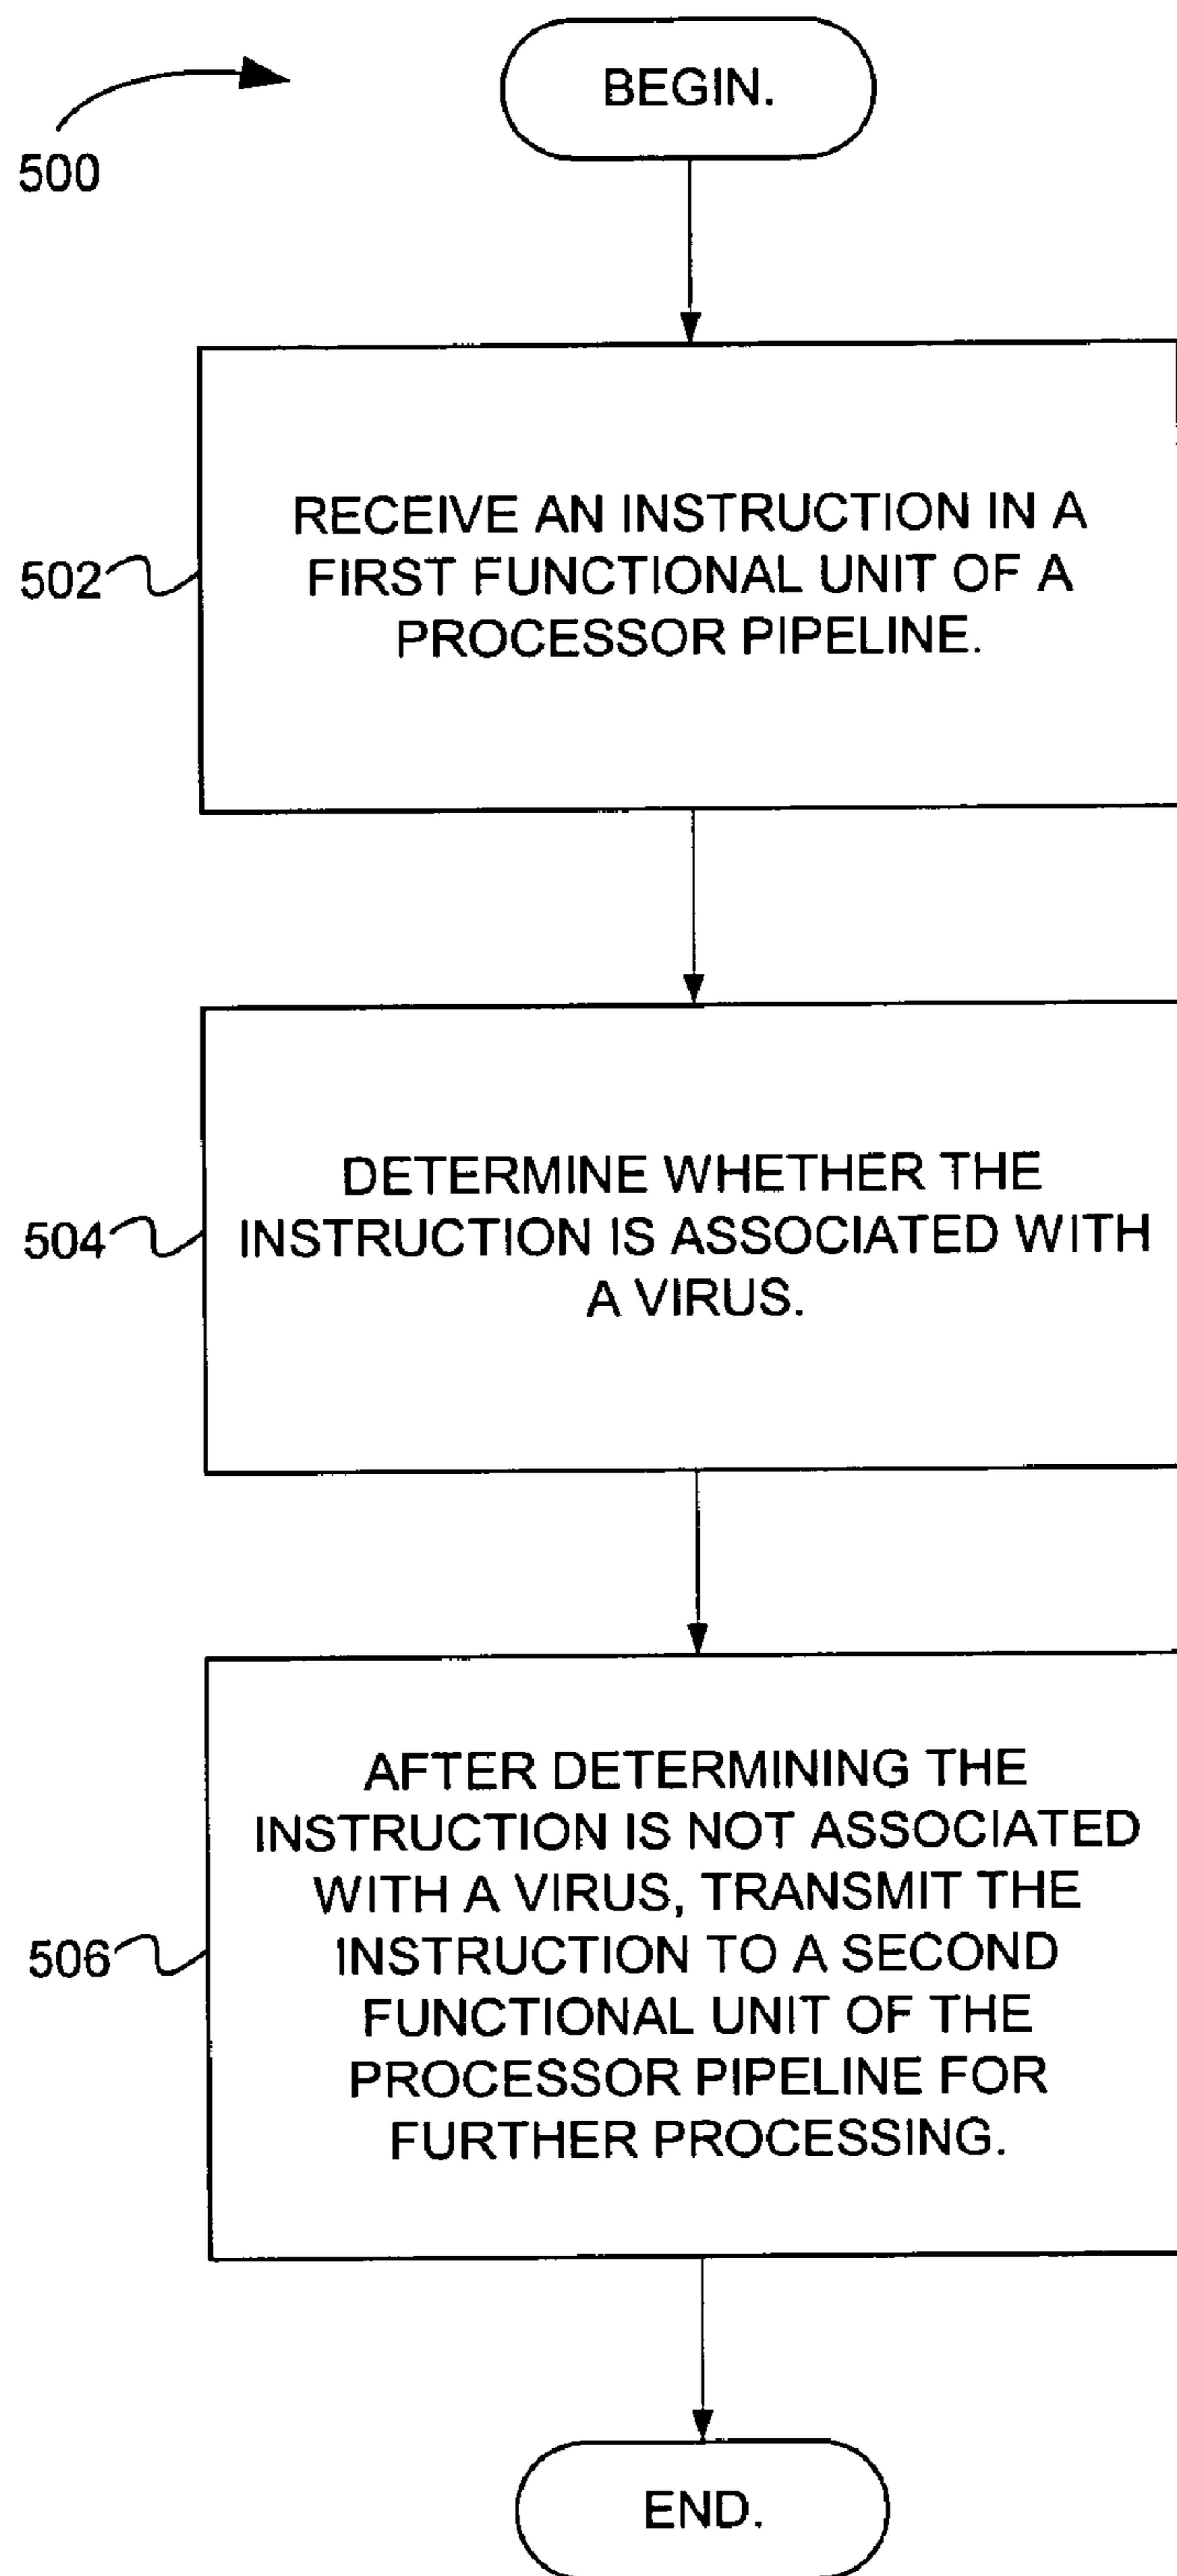 BEGIN.
500
RECEIVE AN INSTRUCTION IN A
FIRST FUNCTIONAL UNIT OF A
PROCESSOR PIPELINE.
502
DETERMINE WHETHER THE
INSTRUCTION IS ASSOCIATED WITH
A VIRUS.
504
AFTER DETERMINING THE
INSTRUCTION IS NOT ASSOCIATED
WITH A VIRUS, TRANSMIT THE
INSTRUCTION TO A SECOND
FUNCTIONAL UNIT OF THE
PROCESSOR PIPELINE FOR
FURTHER PROCESSING.
506
END.